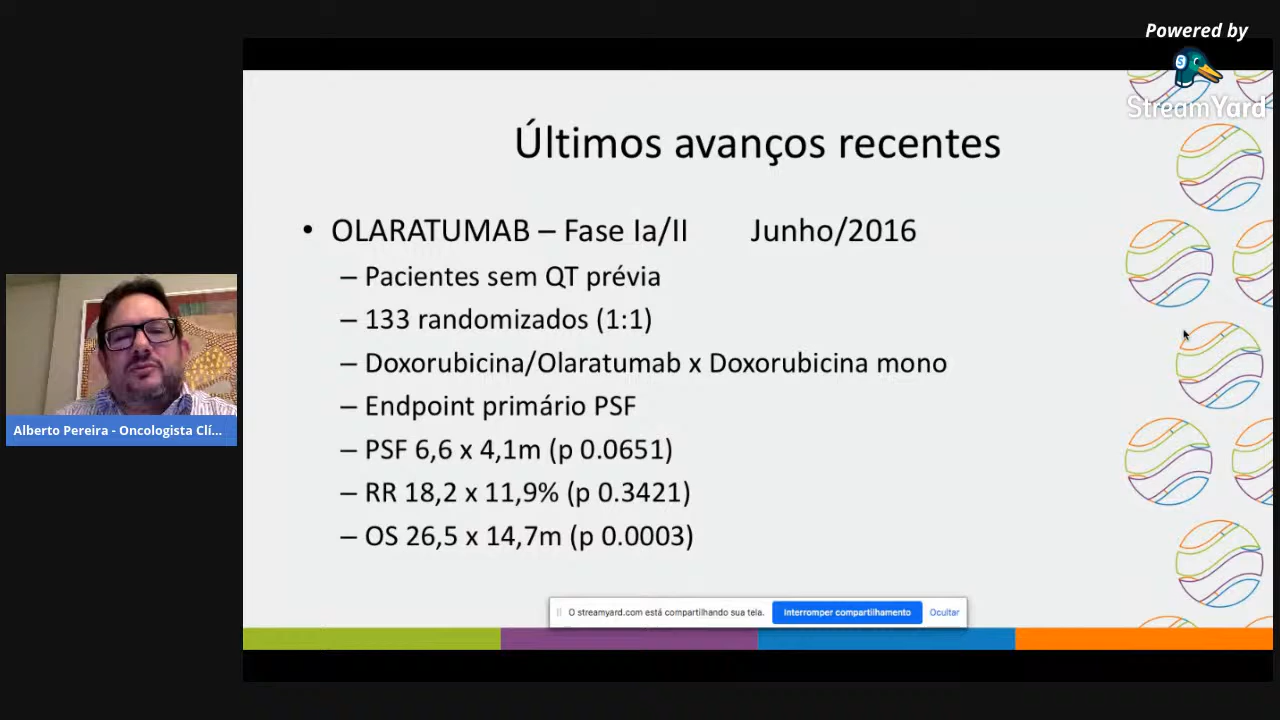 Powered by
StreamYard
Últimos avanços recentes
• OLARATUMAB – Fase Ia/II Junho/2016
– Pacientes sem QT prévia
– 133 randomizados (1:1)
– Doxorubicina/Olaratumab x Doxorubicina mono
– Endpoint primário PSF
– PSF 6,6 x 4,1m (p 0.0651)
– RR 18,2 x 11,9% (p 0.3421)
– OS 26,5 x 14,7m (p 0.0003)
Alberto Pereira - Oncologista Clí...
O streamyard.com está compartilhando sua tela. Interromper compartilhamento Ocultar